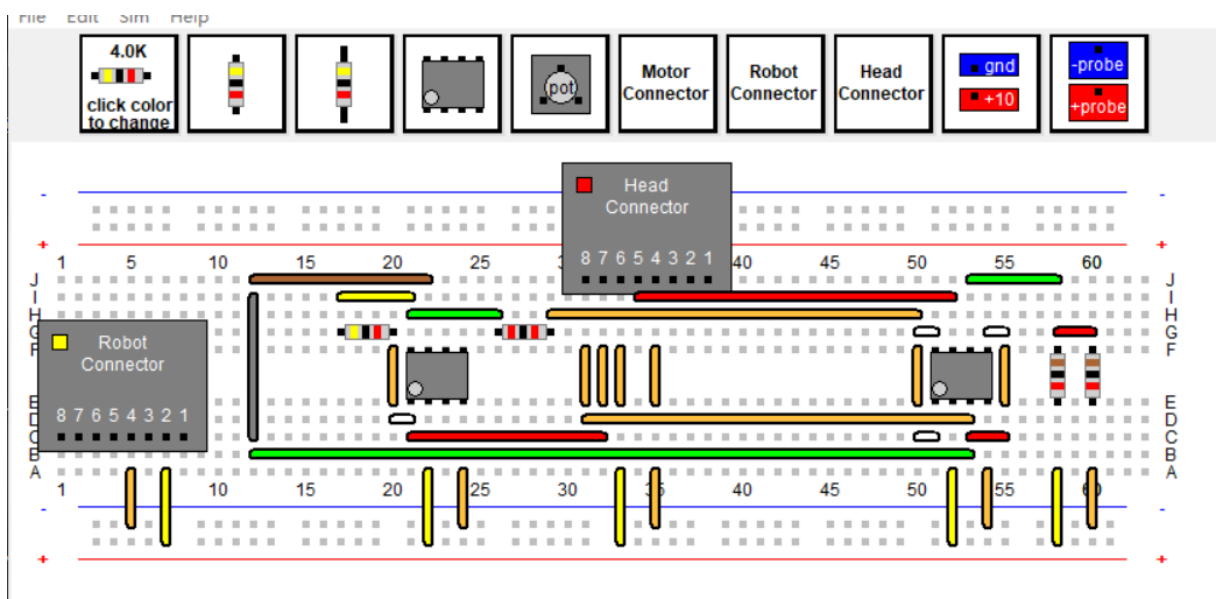 File Edit Sim Help
4.0K
click color
to change
pot
Motor
Connector
Robot
Connector
Head
Connector
gnd
+10
-probe
+probe
- -
Head
Connector
+ +
8 7 6 5 4 3 2 1
1 5 10 15 20 25 40 45 50 55 60
J J
I I
H H
G G
F F
Robot
Connector
8 7 6 5 4 3 2 1
E E
D D
C C
B B
A A
1 5 10 15 20 25 30 35 40 45 50 55 60
- -
+ +